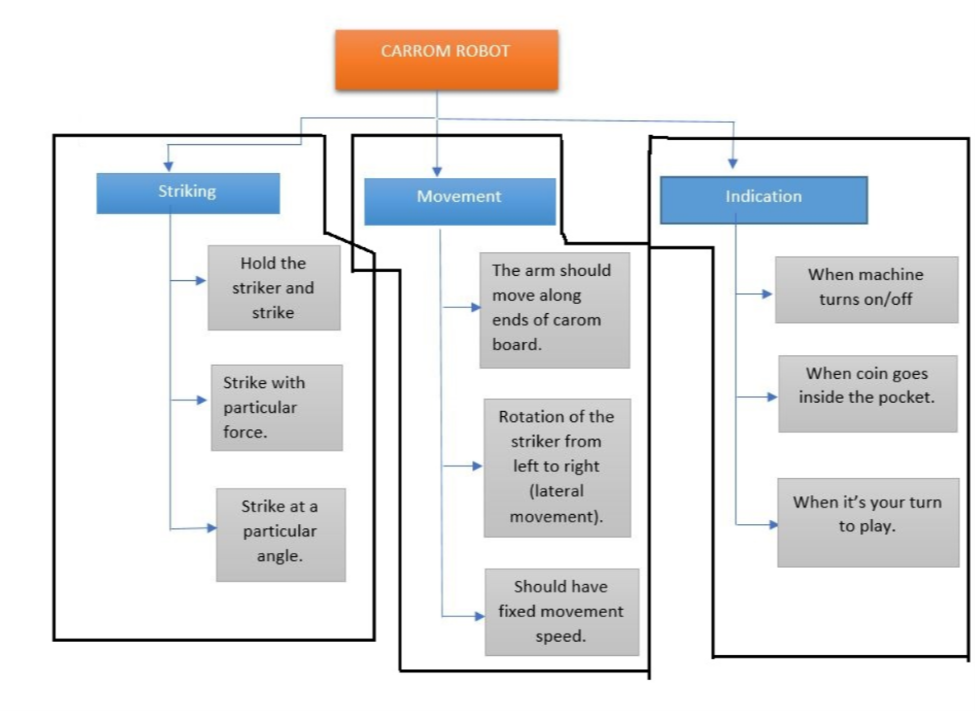 CARROM ROBOT
Striking
Hold the
striker and
strike
Strike with
particular
force.
Strike at a
particular
angle.
Movement
The arm should
move along
ends of carom
board.
Rotation of the
striker from
left to right
(lateral
movement).
Should have
fixed movement
speed.
Indication
When machine
turns on/off
When coin goes
inside the pocket.
When it's your turn
to play.